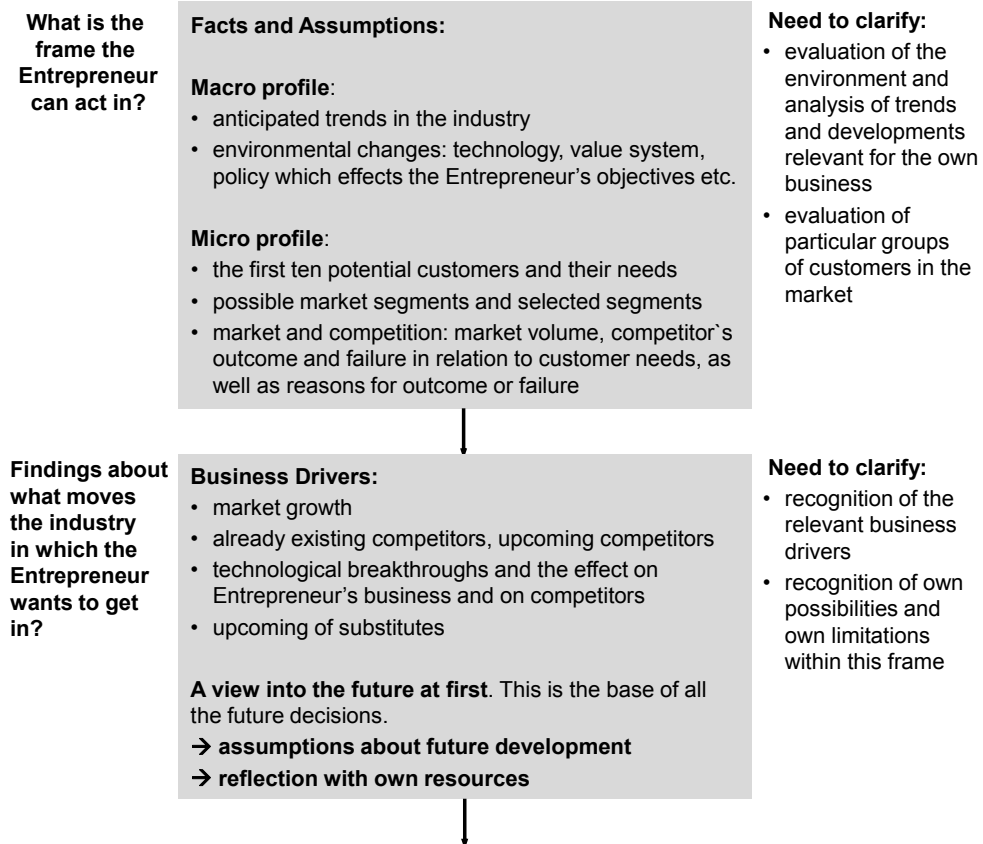 What is the
frame the
Entrepreneur
can act in?
Facts and Assumptions:
Macro profile:
• anticipated trends in the industry
• environmental changes: technology, value system,
policy which effects the Entrepreneur’s objectives etc.
Micro profile:
• the first ten potential customers and their needs
• possible market segments and selected segments
• market and competition: market volume, competitor`s
outcome and failure in relation to customer needs, as
well as reasons for outcome or failure
Need to clarify:
• evaluation of the
environment and
analysis of trends
and developments
relevant for the own
business
• evaluation of
particular groups
of customers in the
market
Findings about
what moves
the industry
in which the
Entrepreneur
wants to get
in?
Business Drivers:
• market growth
• already existing competitors, upcoming competitors
• technological breakthroughs and the effect on
Entrepreneur’s business and on competitors
• upcoming of substitutes
A view into the future at first. This is the base of all
the future decisions.
→ assumptions about future development
→ reflection with own resources
Need to clarify:
• recognition of the
relevant business
drivers
• recognition of own
possibilities and
own limitations
within this frame